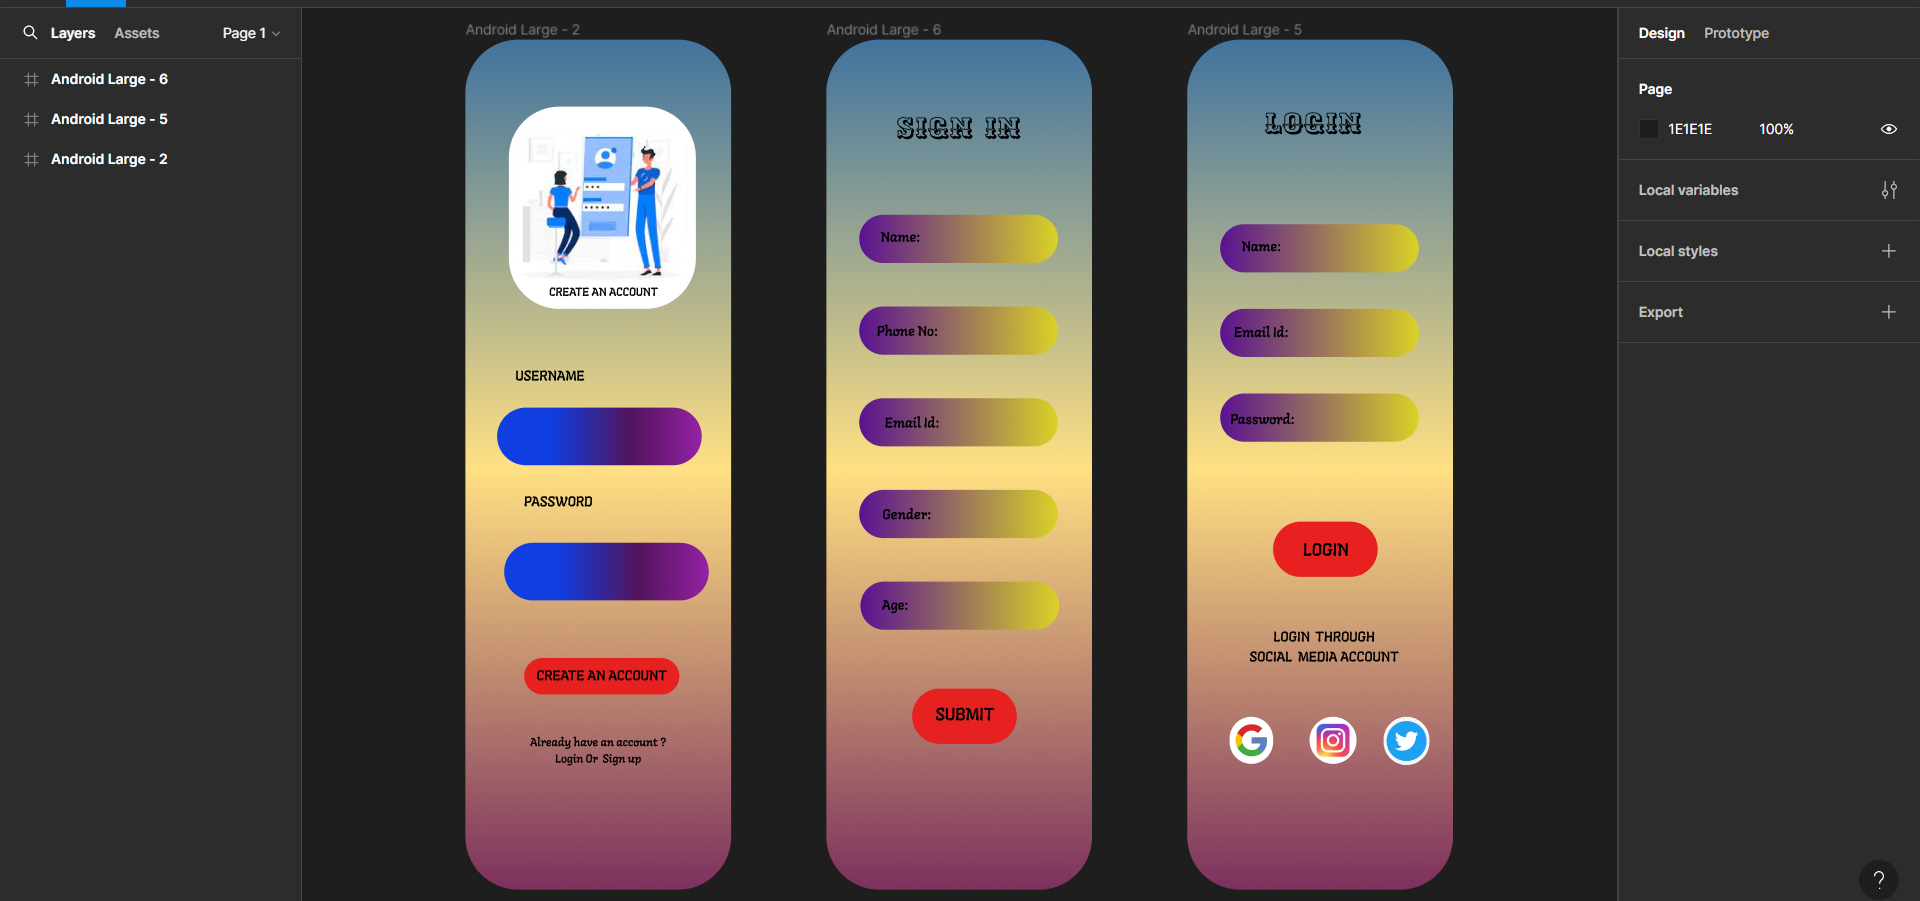 Layers
Assets
Page 1
Android Large - 6
Android Large - 5
Android Large - 2
Android Large - 2
CREATE AN ACCOUNT
USERNAME
PASSWORD
CREATE AN ACCOUNT
Already have an account ?
Login Or Sign up
Android Large - 6
SIGN IN
Name:
Phone No:
Email Id:
Gender:
Age:
SUBMIT
Android Large - 5
LOGIN
Name:
Email Id:
Password:
LOGIN
LOGIN THROUGH
SOCIAL MEDIA ACCOUNT
Design
Prototype
Page
1E1E1E
100%
Local variables
Local styles
Export
?